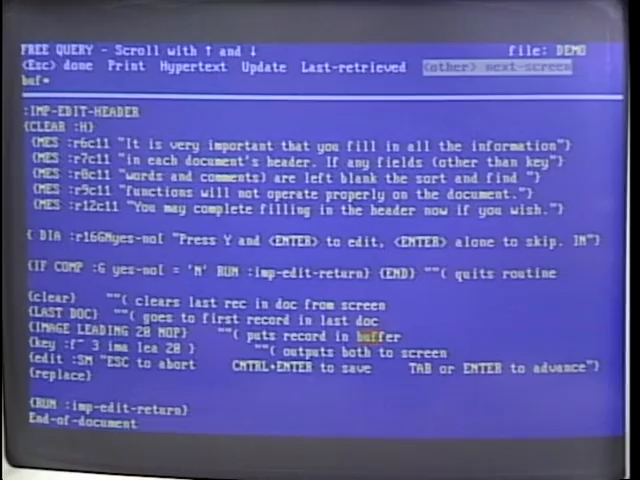 FREE QUERY - Scroll with ↑ and ↓ file: DEMO
<Esc> done Print Hypertext Update Last-retrieved <other> next-screen
buf*
:IMP-EDIT-HEADER
{CLEAR :H}
{MES :r6c11 "It is very important that you fill in all the information"}
{MES :r7c11 "in each document's header. If any fields (other than key"}
{MES :r8c11 "words and comments) are left blank the sort and find "}
{MES :r9c11 "functions will not operate properly on the document."}
{MES :r12c11 "You may complete filling in the header now if you wish."}
{ DIA :r16GNyes-no[ "Press Y and <ENTER> to edit, <ENTER> alone to skip. [N"}
{IF COMP :G yes-no[ = 'N' RUN :imp-edit-return} {END} ""( quits routine
{clear} ""( clears last rec in doc from screen
{LAST DOC} ""( goes to first record in last doc
{IMAGE LEADING 20 NOP} ""( puts record in buffer
{key :f~ 3 ima lea 20 } ""( outputs both to screen
{edit :SM "ESC to abort CNTRL+ENTER to save TAB or ENTER to advance"}
{replace}
{RUN :imp-edit-return}
End-of-document